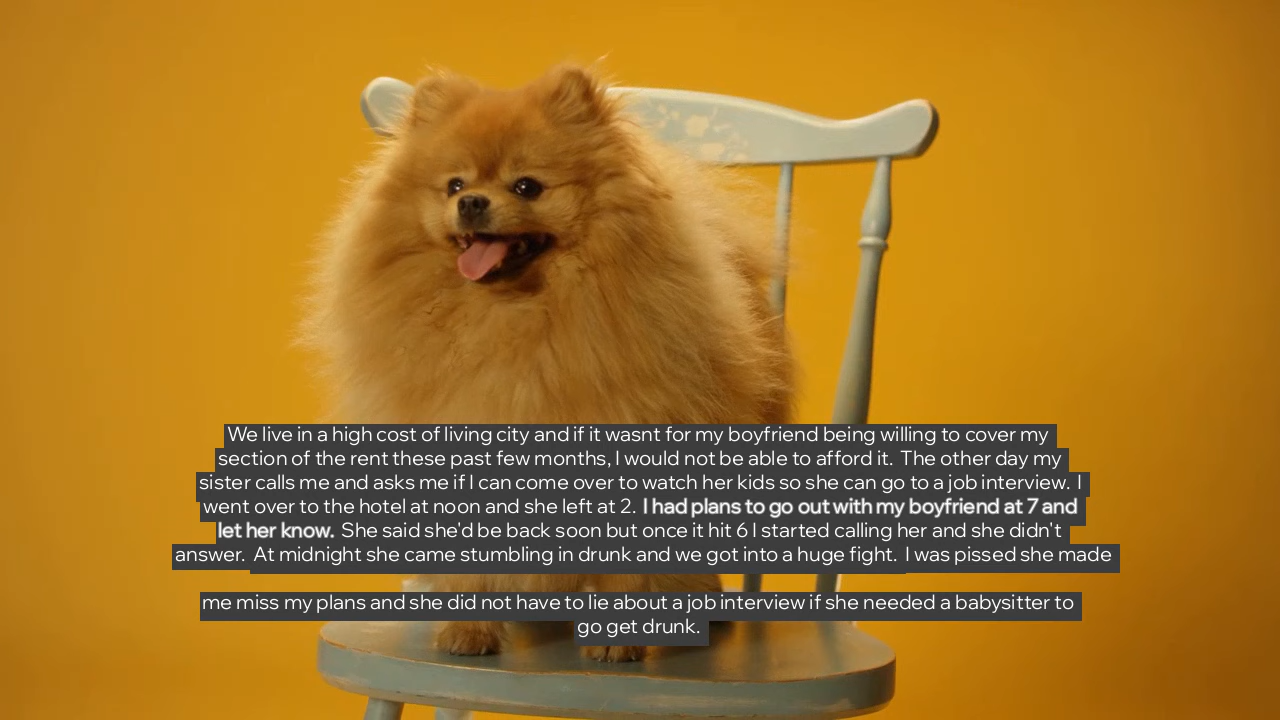 We live in a high cost of living city and if it wasnt for my boyfriend being willing to cover my
section of the rent these past few months, I would not be able to afford it. The other day my
sister calls me and asks me if I can come over to watch her kids so she can go to a job interview. I
went over to the hotel at noon and she left at 2. I had plans to go out with my boyfriend at 7 and
let her know. She said she'd be back soon but once it hit 6 I started calling her and she didn't
answer. At midnight she came stumbling in drunk and we got into a huge fight. I was pissed she made
me miss my plans and she did not have to lie about a job interview if she needed a babysitter to
go get drunk.